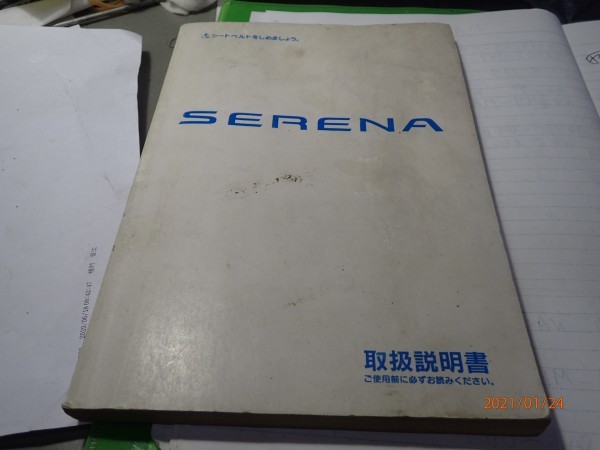 シートベルトをしめましょう。
SERENA
取扱説明書
ご使用前に必ずお読みください。
2021/01/24